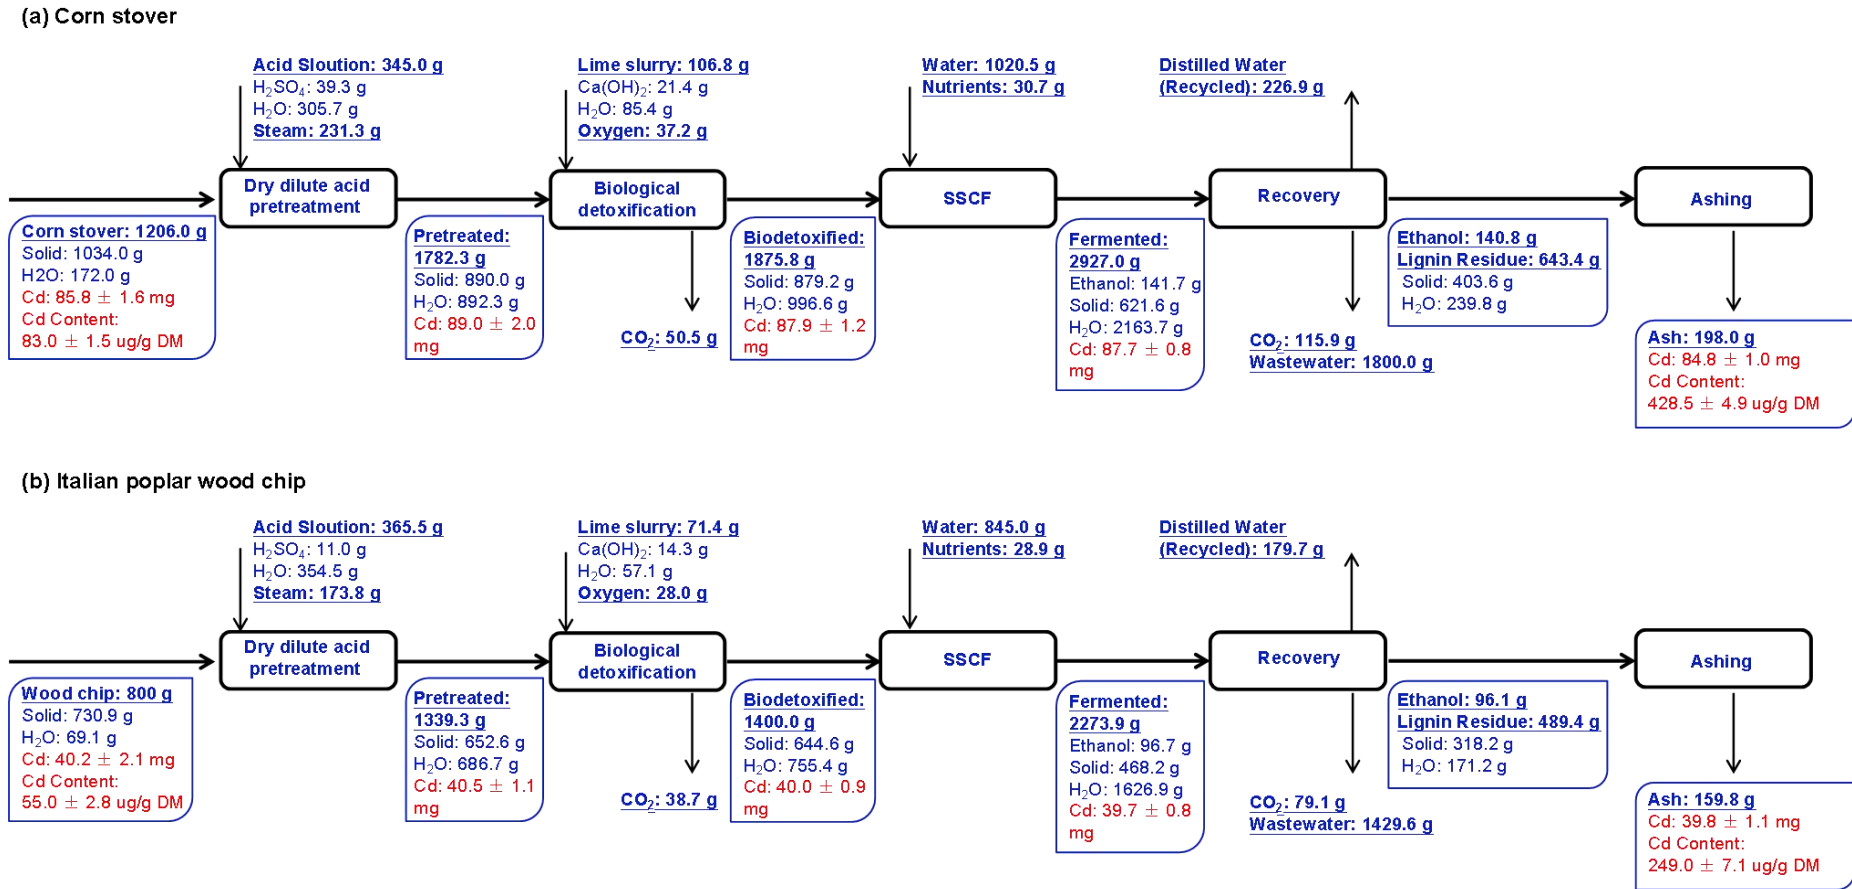 (a) Corn stover
Acid Sloution: 345.0 g
H₂SO₄: 39.3 g
H₂O: 305.7 g
Steam: 231.3 g
Lime slurry: 106.8 g
Ca(OH)₂: 21.4 g
H₂O: 85.4 g
Oxygen: 37.2 g
Water: 1020.5 g
Nutrients: 30.7 g
Distilled Water
(Recycled): 226.9 g
Dry dilute acid
pretreatment
Biological
detoxification
SSCF
Recovery
Ashing
Corn stover: 1206.0 g
Solid: 1034.0 g
H2O: 172.0 g
Cd: 85.8 ± 1.6 mg
Cd Content:
83.0 ± 1.5 ug/g DM
Pretreated:
1782.3 g
Solid: 890.0 g
H₂O: 892.3 g
Cd: 89.0 ± 2.0
mg
CO₂: 50.5 g
Biodetoxified:
1875.8 g
Solid: 879.2 g
H₂O: 996.6 g
Cd: 87.9 ± 1.2
mg
Fermented:
2927.0 g
Ethanol: 141.7 g
Solid: 621.6 g
H₂O: 2163.7 g
Cd: 87.7 ± 0.8
mg
CO₂: 115.9 g
Wastewater: 1800.0 g
Ethanol: 140.8 g
Lignin Residue: 643.4 g
Solid: 403.6 g
H₂O: 239.8 g
Ash: 198.0 g
Cd: 84.8 ± 1.0 mg
Cd Content:
428.5 ± 4.9 ug/g DM
(b) Italian poplar wood chip
Acid Sloution: 365.5 g
H₂SO₄: 11.0 g
H₂O: 354.5 g
Steam: 173.8 g
Lime slurry: 71.4 g
Ca(OH)₂: 14.3 g
H₂O: 57.1 g
Oxygen: 28.0 g
Water: 845.0 g
Nutrients: 28.9 g
Distilled Water
(Recycled): 179.7 g
Dry dilute acid
pretreatment
Biological
detoxification
SSCF
Recovery
Ashing
Wood chip: 800 g
Solid: 730.9 g
H₂O: 69.1 g
Cd: 40.2 ± 2.1 mg
Cd Content:
55.0 ± 2.8 ug/g DM
Pretreated:
1339.3 g
Solid: 652.6 g
H₂O: 686.7 g
Cd: 40.5 ± 1.1
mg
CO₂: 38.7 g
Biodetoxified:
1400.0 g
Solid: 644.6 g
H₂O: 755.4 g
Cd: 40.0 ± 0.9
mg
Fermented:
2273.9 g
Ethanol: 96.7 g
Solid: 468.2 g
H₂O: 1626.9 g
Cd: 39.7 ± 0.8
mg
CO₂: 79.1 g
Wastewater: 1429.6 g
Ethanol: 96.1 g
Lignin Residue: 489.4 g
Solid: 318.2 g
H₂O: 171.2 g
Ash: 159.8 g
Cd: 39.8 ± 1.1 mg
Cd Content:
249.0 ± 7.1 ug/g DM